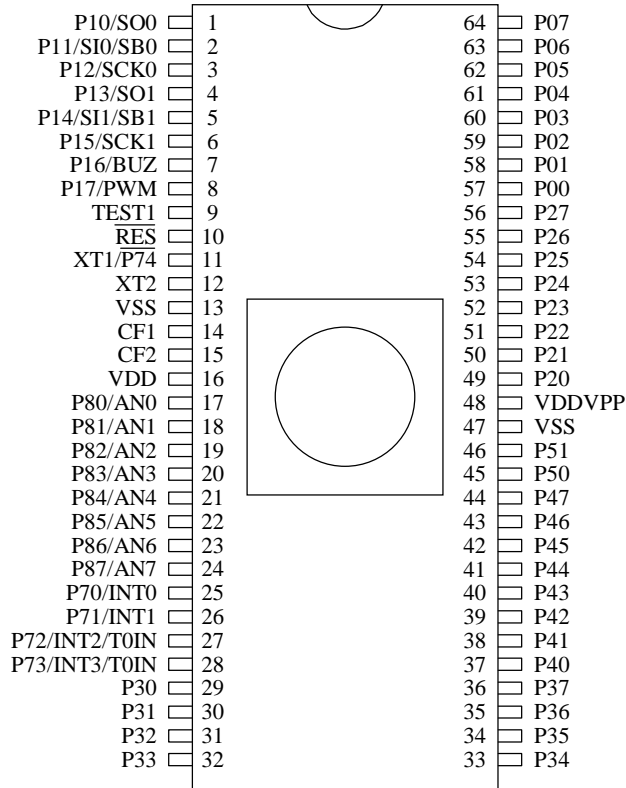 P10/SO0 1 64 P07
P11/SI0/SB0 2 63 P06
P12/SCK0 3 62 P05
P13/SO1 4 61 P04
P14/SI1/SB1 5 60 P03
P15/SCK1 6 59 P02
P16/BUZ 7 58 P01
P17/PWM 8 57 P00
TEST1 9 56 P27
RES 10 55 P26
XT1/P74 11 54 P25
XT2 12 53 P24
VSS 13 52 P23
CF1 14 51 P22
CF2 15 50 P21
VDD 16 49 P20
P80/AN0 17 48 VDDVPP
P81/AN1 18 47 VSS
P82/AN2 19 46 P51
P83/AN3 20 45 P50
P84/AN4 21 44 P47
P85/AN5 22 43 P46
P86/AN6 23 42 P45
P87/AN7 24 41 P44
P70/INT0 25 40 P43
P71/INT1 26 39 P42
P72/INT2/T0IN 27 38 P41
P73/INT3/T0IN 28 37 P40
P30 29 36 P37
P31 30 35 P36
P32 31 34 P35
P33 32 33 P34